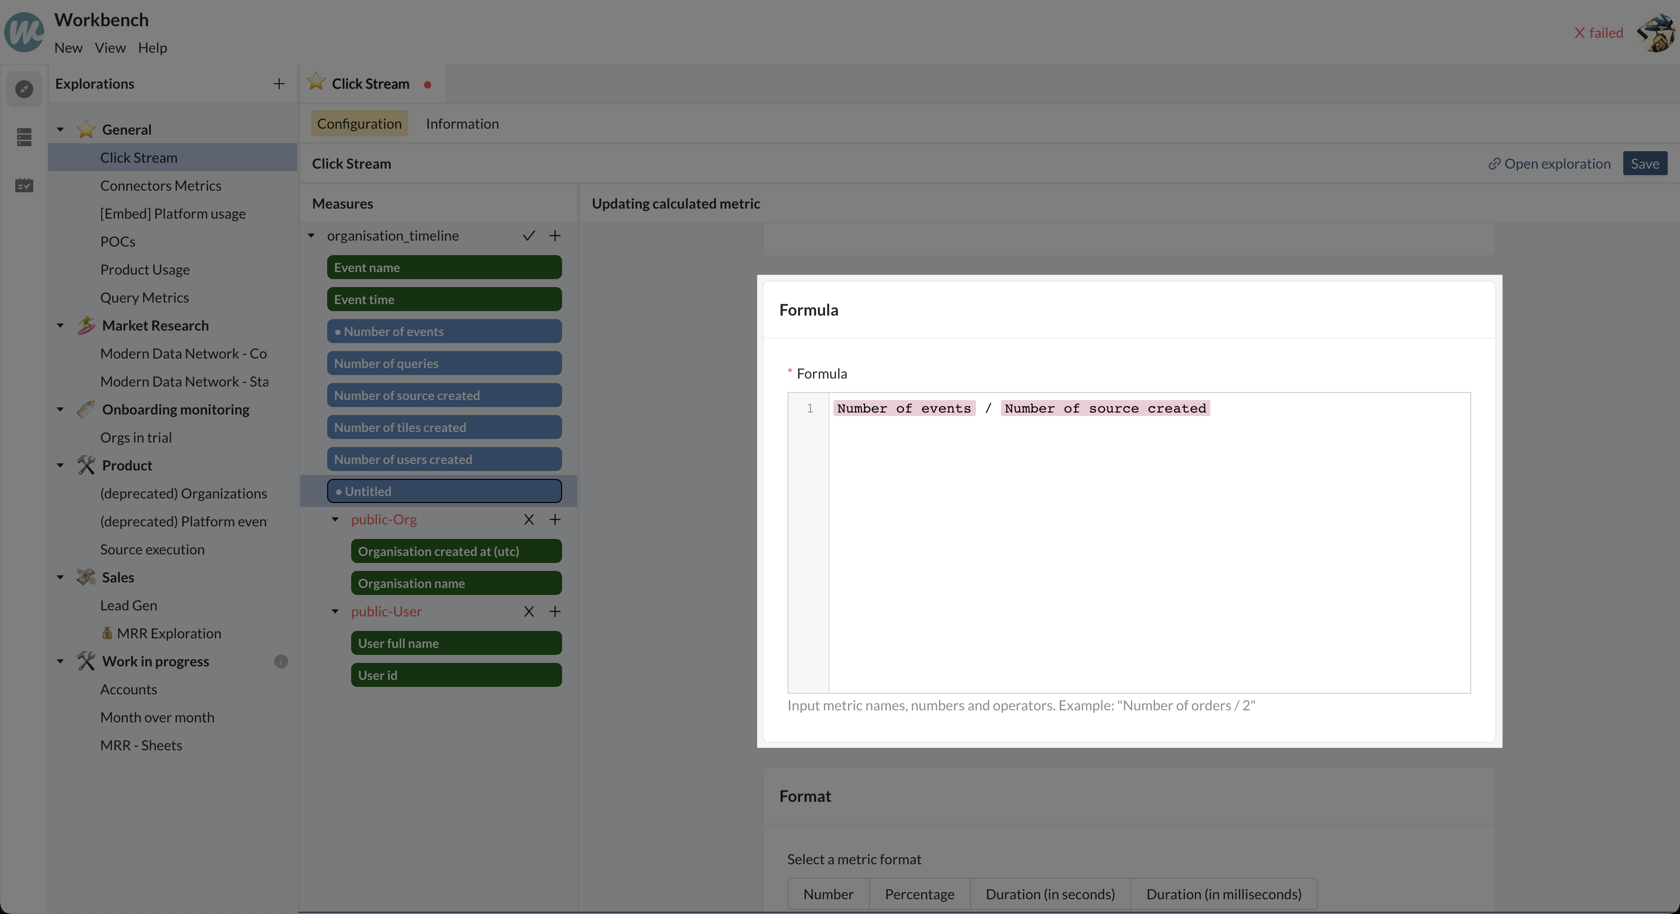 Workbench
New View Help
X failed
Explorations +
Click Stream
Configuration Information
Click Stream
Open exploration Save
General
Click Stream
Connectors Metrics
[Embed] Platform usage
POCs
Product Usage
Query Metrics
Market Research
Modern Data Network - Co
Modern Data Network - Sta
Onboarding monitoring
Orgs in trial
Product
(deprecated) Organizations
(deprecated) Platform even
Source execution
Sales
Lead Gen
MRR Exploration
Work in progress
Accounts
Month over month
MRR - Sheets
Measures
organisation_timeline
Event name
Event time
• Number of events
Number of queries
Number of source created
Number of tiles created
Number of users created
• Untitled
public-Org
Organisation created at (utc)
Organisation name
public-User
User full name
User id
Updating calculated metric
Formula
* Formula
1 Number of events / Number of source created
Input metric names, numbers and operators. Example: "Number of orders / 2"
Format
Select a metric format
Number Percentage Duration (in seconds) Duration (in milliseconds)